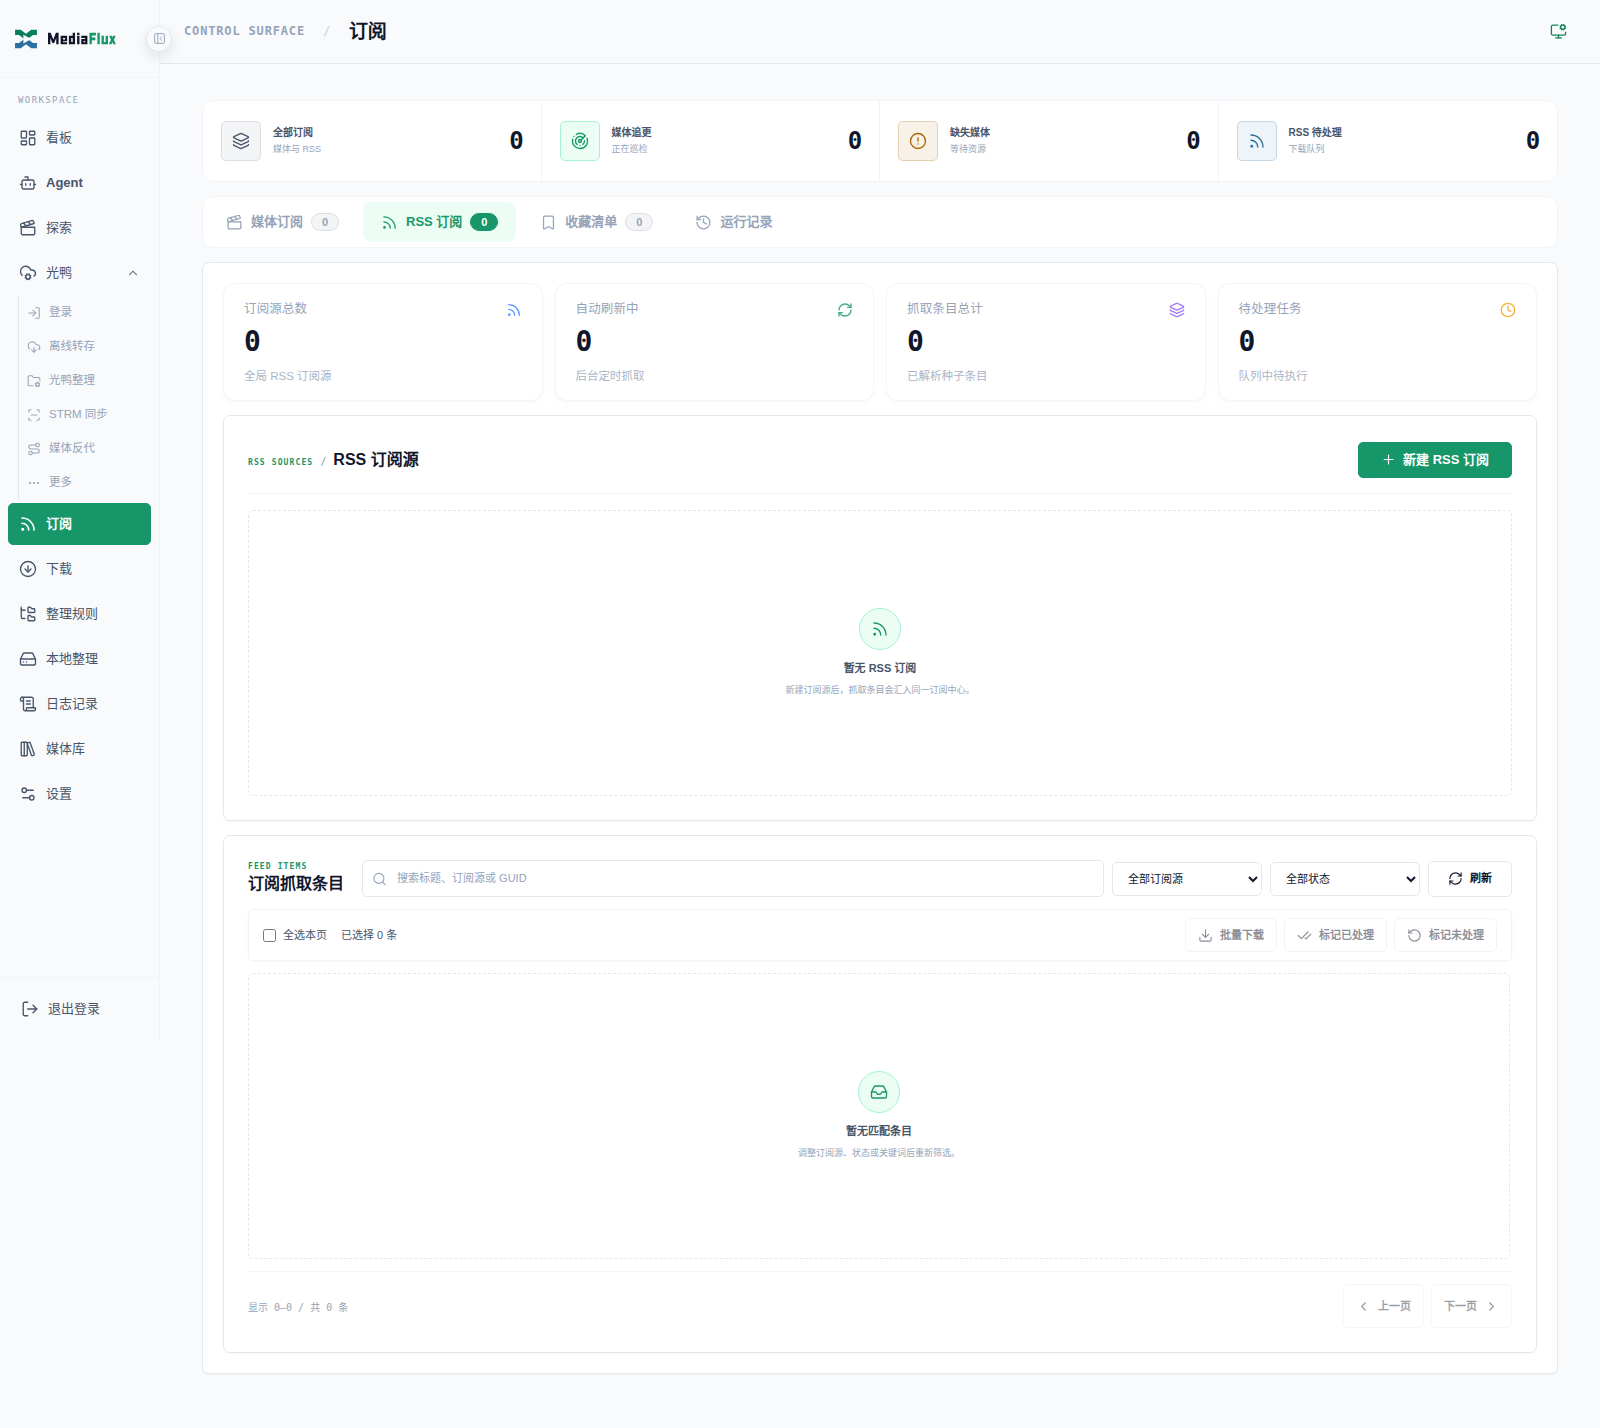 MediaFlux
CONTROL SURFACE / 订阅
WORKSPACE
看板
Agent
探索
光鸭
登录
离线转存
光鸭整理
STRM 同步
媒体反代
更多
订阅
下载
整理规则
本地整理
日志记录
媒体库
设置
退出登录
全部订阅
媒体与 RSS
0
媒体追更
正在巡检
0
缺失媒体
等待资源
0
RSS 待处理
下载队列
0
媒体订阅 0
RSS 订阅 0
收藏清单 0
运行记录
订阅源总数
0
全局 RSS 订阅源
自动刷新中
0
后台定时抓取
抓取条目总计
0
已解析种子条目
待处理任务
0
队列中待执行
RSS SOURCES / RSS 订阅源
新建 RSS 订阅
暂无 RSS 订阅
新建订阅源后，抓取条目会汇入同一订阅中心。
FEED ITEMS
订阅抓取条目
搜索标题、订阅源或 GUID
全部订阅源
全部状态
刷新
全选本页 已选择 0 条
批量下载
标记已处理
标记未处理
暂无匹配条目
调整订阅源、状态或关键词后重新筛选。
显示 0–0 / 共 0 条
上一页
下一页